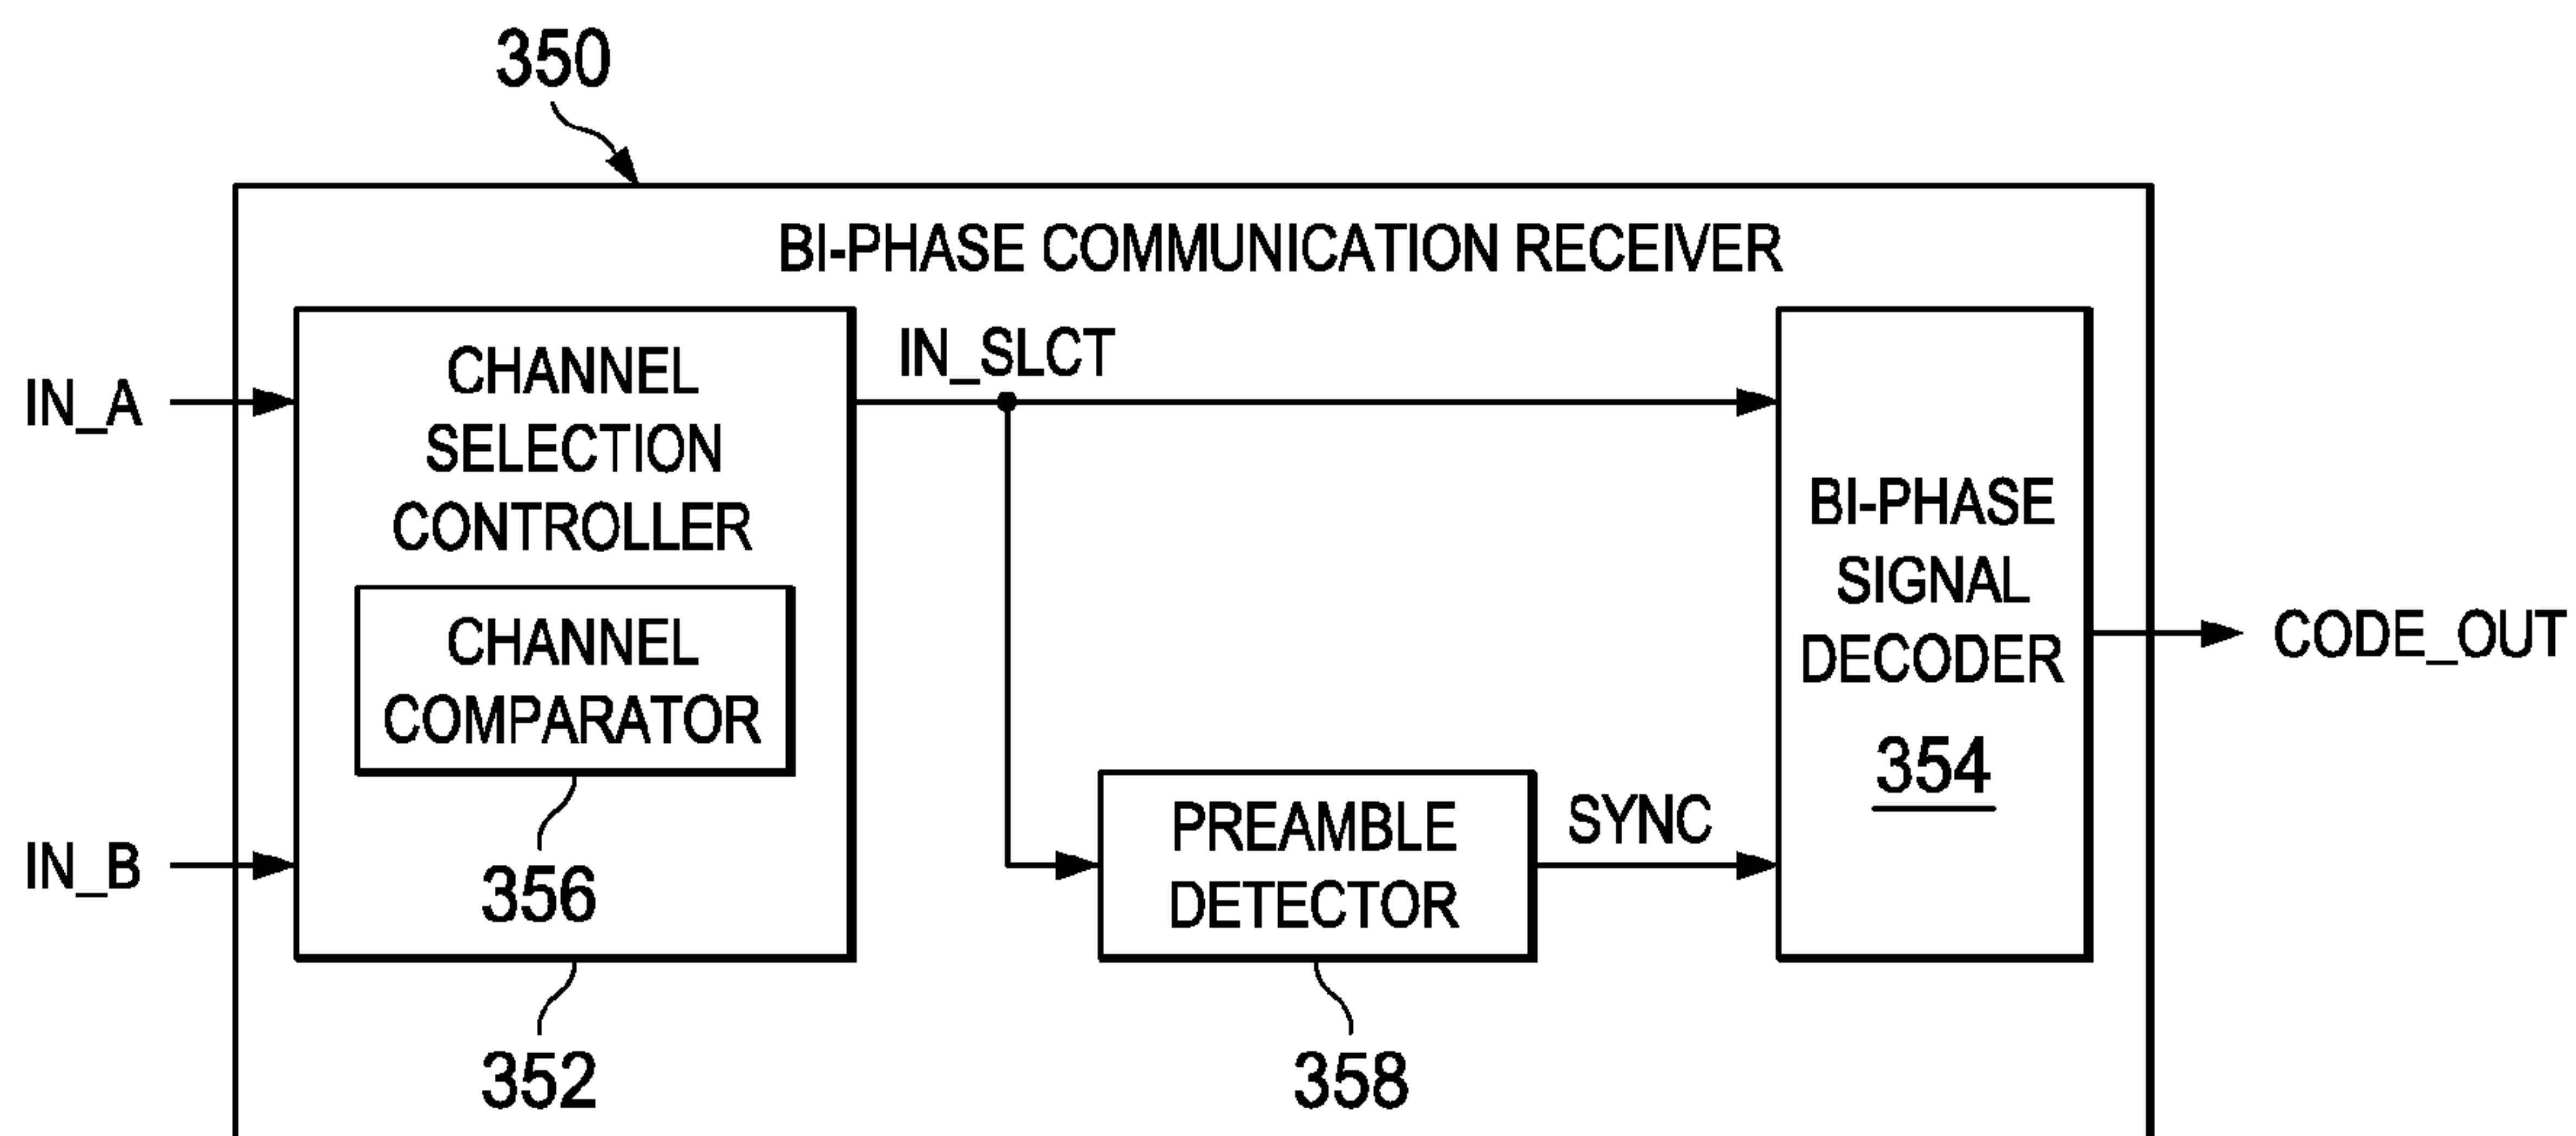 350
BI-PHASE COMMUNICATION RECEIVER
IN_A
IN_B
CHANNEL
SELECTION
CONTROLLER
CHANNEL
COMPARATOR
356
352
IN_SLCT
PREAMBLE
DETECTOR
358
SYNC
BI-PHASE
SIGNAL
DECODER
354
CODE_OUT